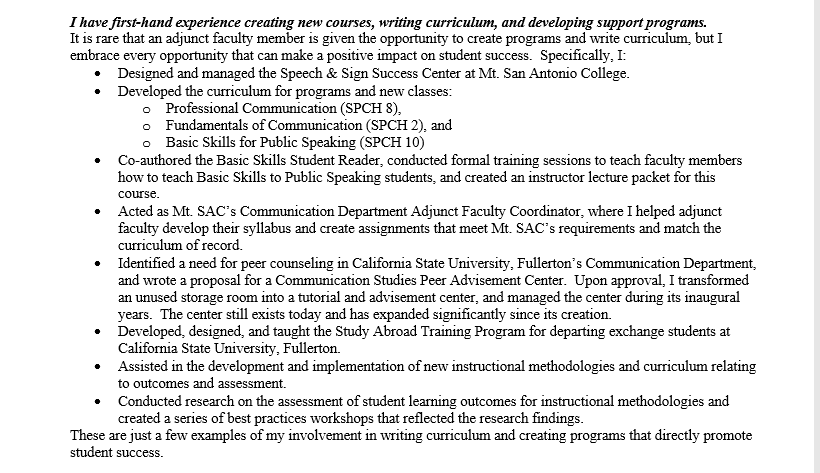 I have first-hand experience creating new courses, writing curriculum, and developing support programs.
It is rare that an adjunct faculty member is given the opportunity to create programs and write curriculum, but I
embrace every opportunity that can make a positive impact on student success.  Specifically, I:
• Designed and managed the Speech & Sign Success Center at Mt. San Antonio College.
• Developed the curriculum for programs and new classes:
o Professional Communication (SPCH 8),
o Fundamentals of Communication (SPCH 2), and
o Basic Skills for Public Speaking (SPCH 10)
• Co-authored the Basic Skills Student Reader, conducted formal training sessions to teach faculty members
how to teach Basic Skills to Public Speaking students, and created an instructor lecture packet for this
course.
• Acted as Mt. SAC's Communication Department Adjunct Faculty Coordinator, where I helped adjunct
faculty develop their syllabus and create assignments that meet Mt. SAC's requirements and match the
curriculum of record.
• Identified a need for peer counseling in California State University, Fullerton's Communication Department,
and wrote a proposal for a Communication Studies Peer Advisement Center.  Upon approval, I transformed
an unused storage room into a tutorial and advisement center, and managed the center during its inaugural
years.  The center still exists today and has expanded significantly since its creation.
• Developed, designed, and taught the Study Abroad Training Program for departing exchange students at
California State University, Fullerton.
• Assisted in the development and implementation of new instructional methodologies and curriculum relating
to outcomes and assessment.
• Conducted research on the assessment of student learning outcomes for instructional methodologies and
created a series of best practices workshops that reflected the research findings.
These are just a few examples of my involvement in writing curriculum and creating programs that directly promote
student success.